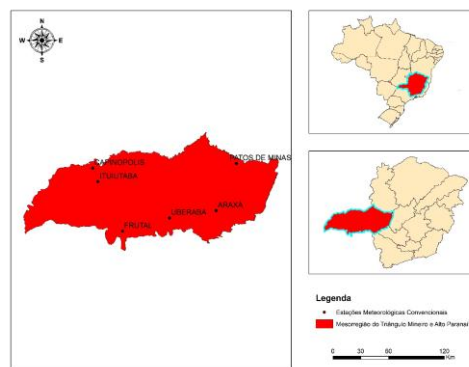 N
W E
S
CAPINOPOLIS
PATOS DE MINAS
ITUIUTABA
UBERABA
ARAXA
FRUTAL
Legenda
Estações Meteorológicas Convencionais
Mesorregião do Triângulo Mineiro e Alto Paranaí
0 30 60 120
Km